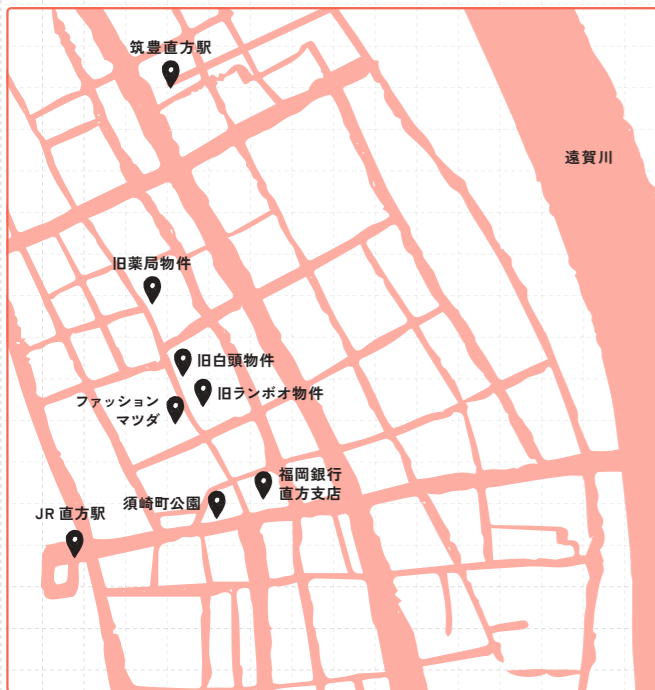 筑豊直方駅
遠賀川
旧薬局物件
旧白頭物件
旧ランボオ物件
ファッション
マツダ
福岡銀行
直方支店
須崎町公園
JR 直方駅